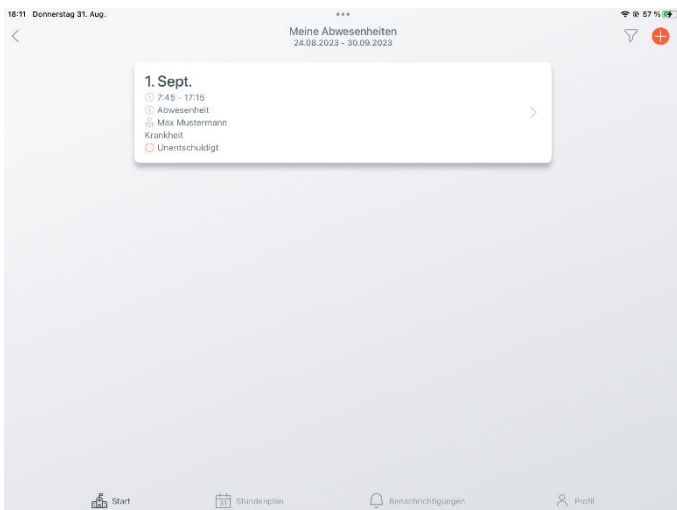 18:11 Donnerstag 31. Aug.
57 %
Meine Abwesenheiten
24.08.2023 - 30.09.2023
1. Sept.
7:45 - 17:15
Abwesenheit
Max Mustermann
Krankheit
Unentschuldigt
Start
31
Stundenplan
Benachrichtigungen
Profil